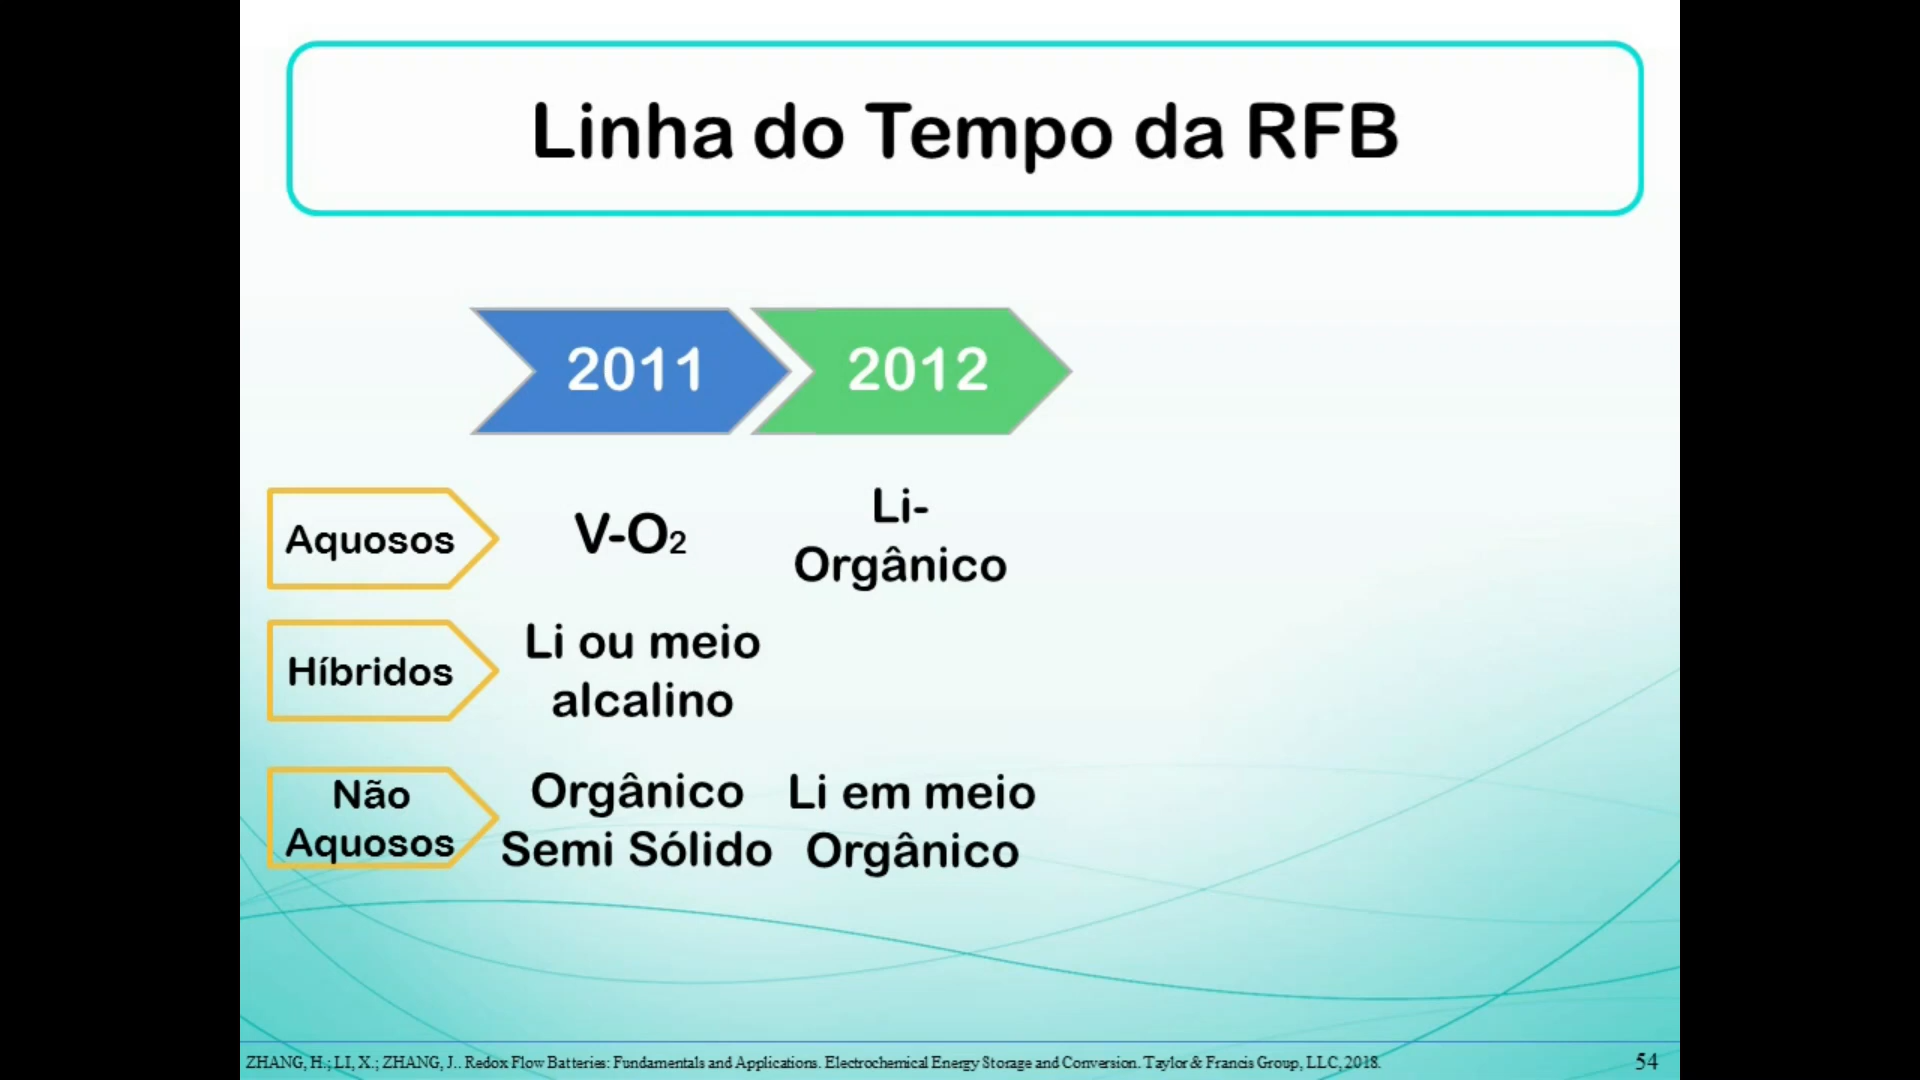 Linha do Tempo da RFB
2011
2012
Aquosos
V-O₂
Li-
Orgânico
Híbridos
Li ou meio
alcalino
Não
Aquosos
Orgânico
Semi Sólido
Li em meio
Orgânico
ZHANG, H.; LI, X.; ZHANG, J.. Redox Flow Batteries: Fundamentals and Applications. Electrochemical Energy Storage and Conversion. Taylor & Francis Group, LLC, 2018.
54